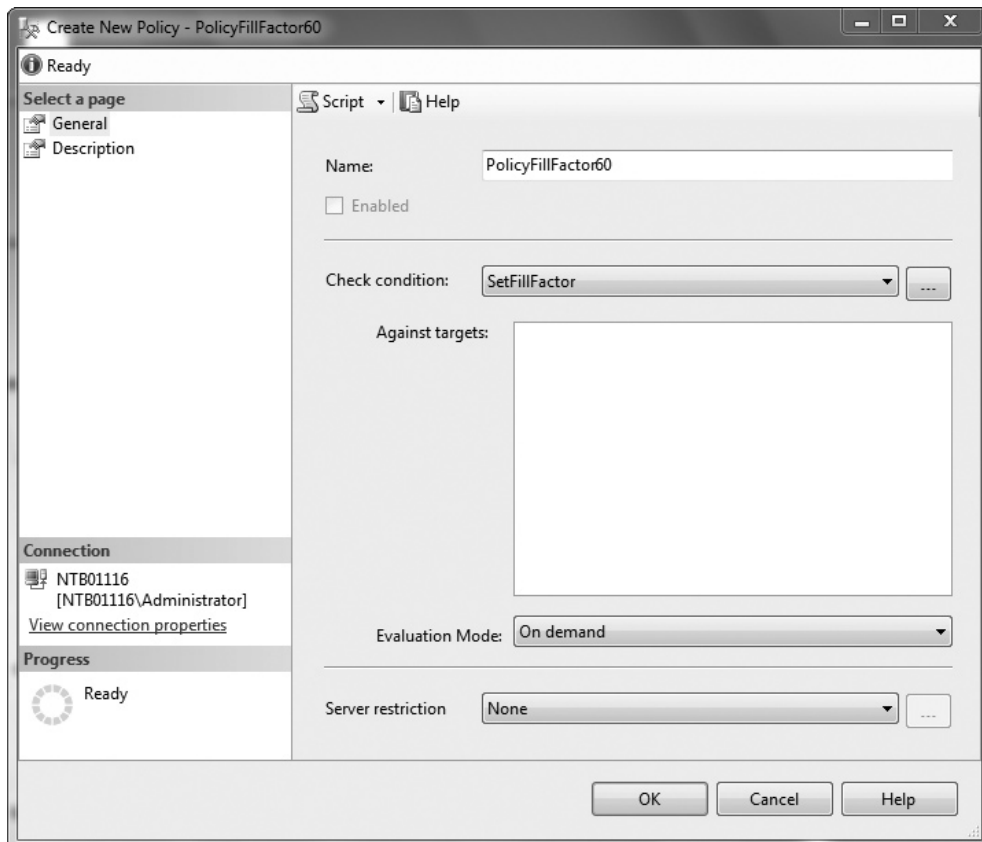 Create New Policy - PolicyFillFactor60
Ready
Select a page
General
Description
Script
Help
Name:
PolicyFillFactor60
Enabled
Check condition:
SetFillFactor
...
Against targets:
Evaluation Mode:
On demand
Server restriction
None
...
Connection
NTB01116
[NTB01116\Administrator]
View connection properties
Progress
Ready
OK
Cancel
Help